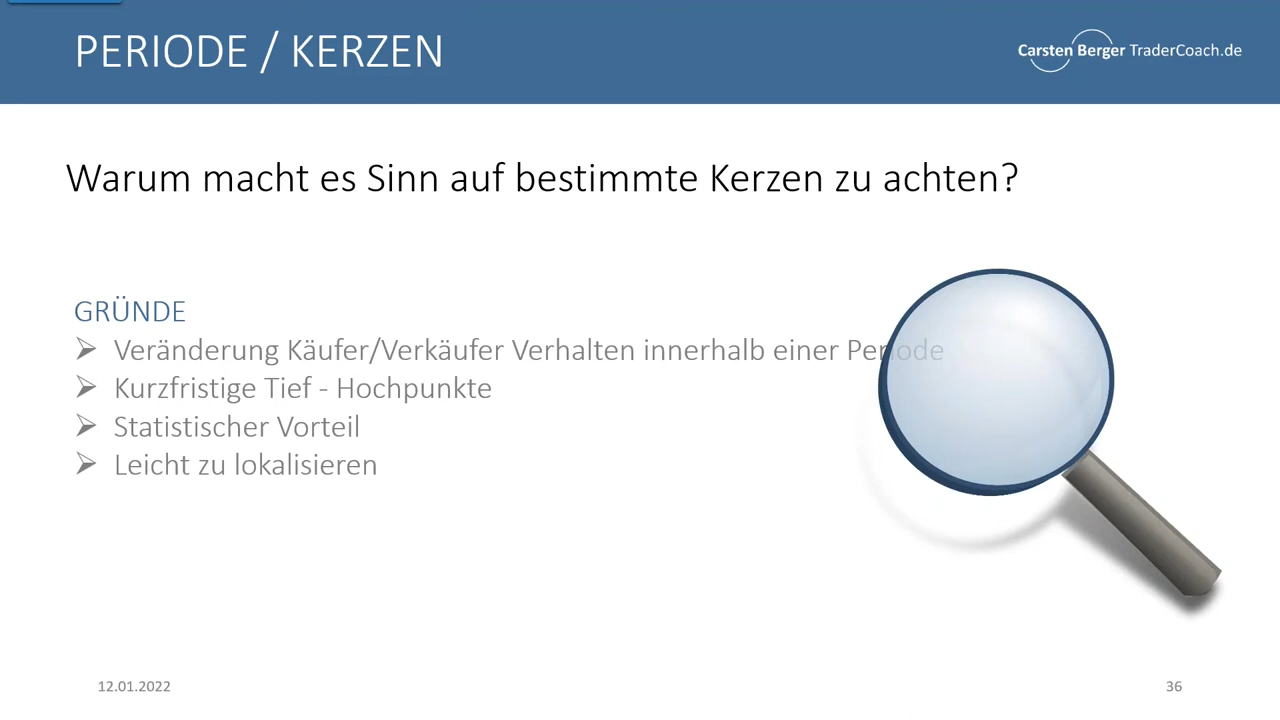 PERIODE / KERZEN
Carsten Berger TraderCoach.de
Warum macht es Sinn auf bestimmte Kerzen zu achten?
GRÜNDE
Veränderung Käufer/Verkäufer Verhalten innerhalb einer Periode
Kurzfristige Tief - Hochpunkte
Statistischer Vorteil
Leicht zu lokalisieren
12.01.2022
36